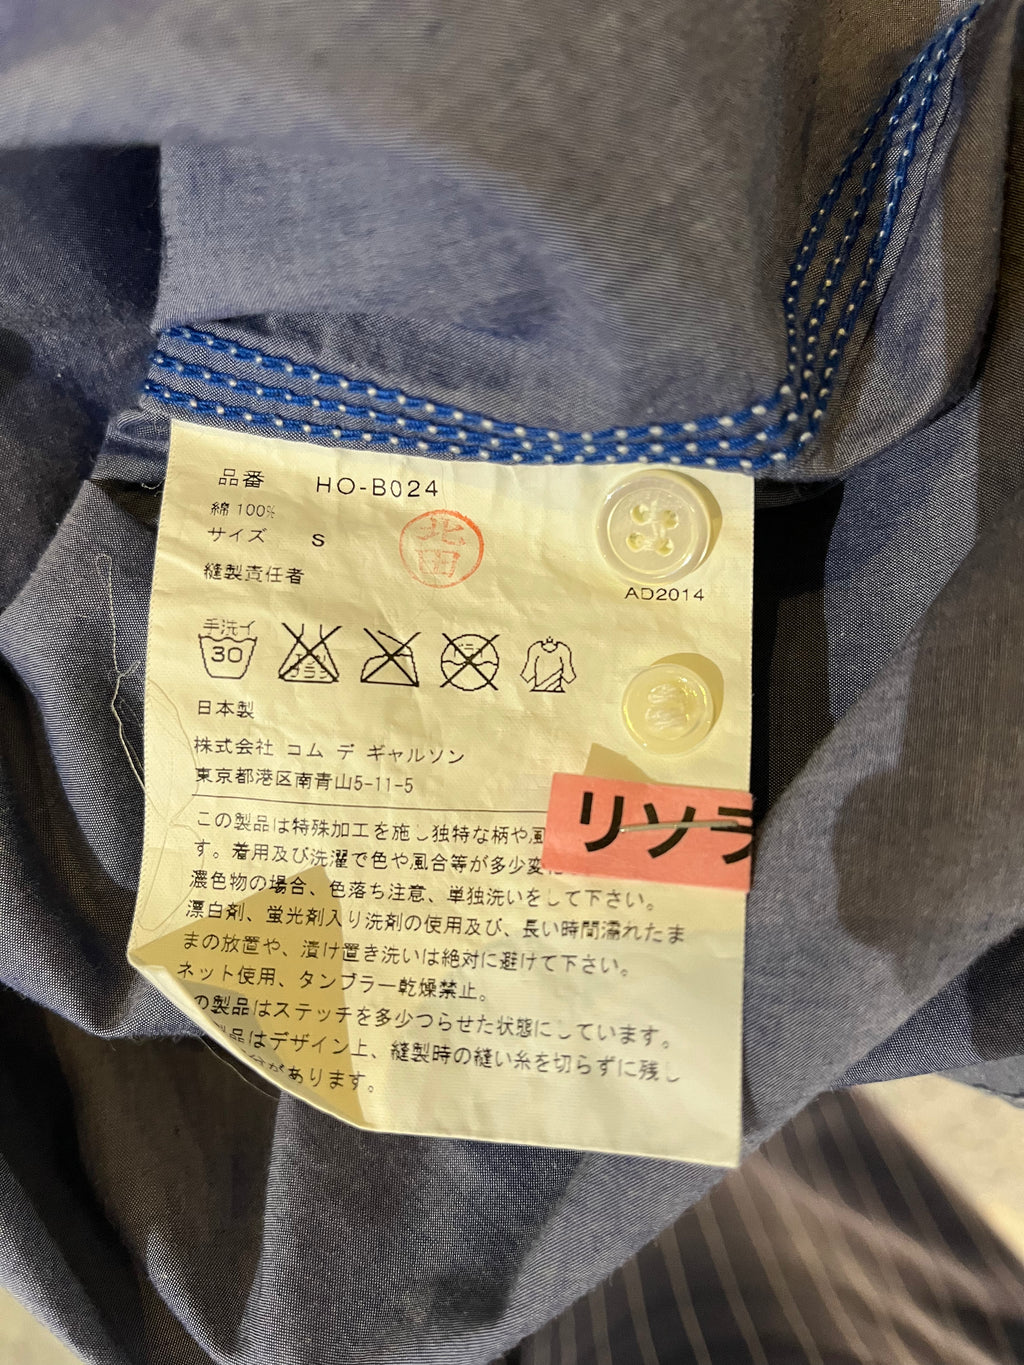 品番 HO-B024
綿 100%
サイズ S
縫製責任者
北田
AD2014
手洗イ
30
日本製
株式会社 コム デ ギャルソン
東京都港区南青山5-11-5
リソラ
この製品は特殊加工を施し独特な柄や風
す。着用及び洗濯で色や風合等が多少変
濃色物の場合、色落ち注意、単独洗いをして下さい。
漂白剤、蛍光剤入り洗剤の使用及び、長い時間濡れたま
まの放置や、漬け置き洗いは絶対に避けて下さい。
ネット使用、タンブラー乾燥禁止。
の製品はステッチを多少つらせた状態にしています。
品はデザイン上、縫製時の縫い糸を切らずに残し
があります。